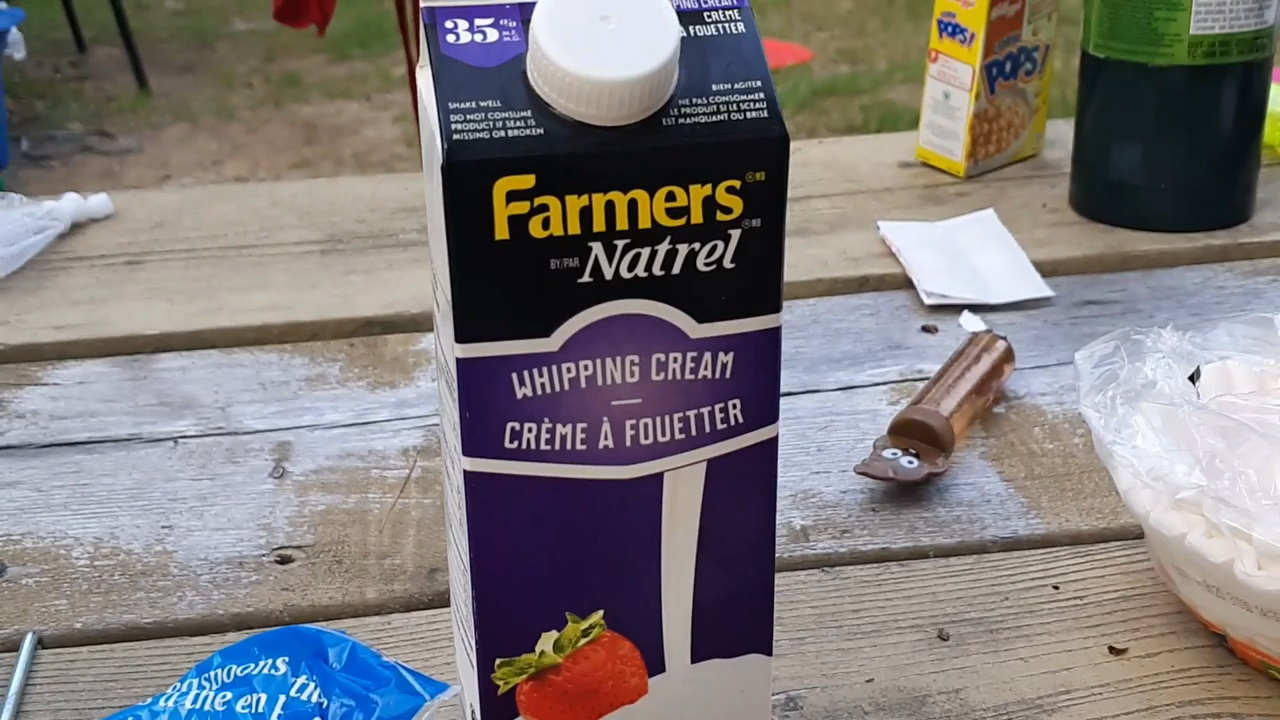 35%
M.F.
M.G.
CRÈME
À FOUETTER
SHAKE WELL
DO NOT CONSUME
PRODUCT IF SEAL IS
MISSING OR BROKEN
BIEN AGITER
NE PAS CONSOMMER
LE PRODUIT SI LE SCEAU
EST MANQUANT OU BRISÉ
Farmers
BY/PAR Natrel
WHIPPING CREAM
CRÈME À FOUETTER
POPS!
Kellogg's
POPS!